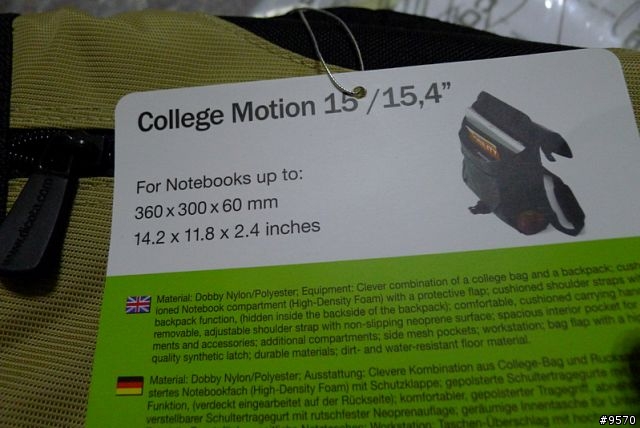 College Motion 15"/15,4"
For Notebooks up to:
360 x 300 x 60 mm
14.2 x 11.8 x 2.4 inches
Material: Dobby Nylon/Polyester; Equipment: Clever combination of a college bag and a backpack; cush-
ioned Notebook compartment (High-Density Foam) with a protective flap; cushioned shoulder straps
backpack function, (hidden inside the backside of the backpack); comfortable, cushioned carrying
removable, adjustable shoulder strap with non-slipping neoprene surface; spacious interior pocket for
ments and accessories; additional compartments; side mesh pockets; workstation; bag flap with a
quality synthetic latch; durable materials; dirt- and water-resistant floor material.
Material: Dobby Nylon/Polyester; Ausstattung: Clevere Kombination aus College-Bag und
stertes Notebookfach (High-Density Foam) mit Schutzklappe; gepolsterte Schultertragegurte
Funktion, (verdeckt eingearbeitet auf der Rückseite); komfortabler, gepolsterter Tragegriff,
verstellbarer Schultertragegurt mit rutschfester Neoprenauflage; geräumige Innentasche für
www.dicota.com
#9570